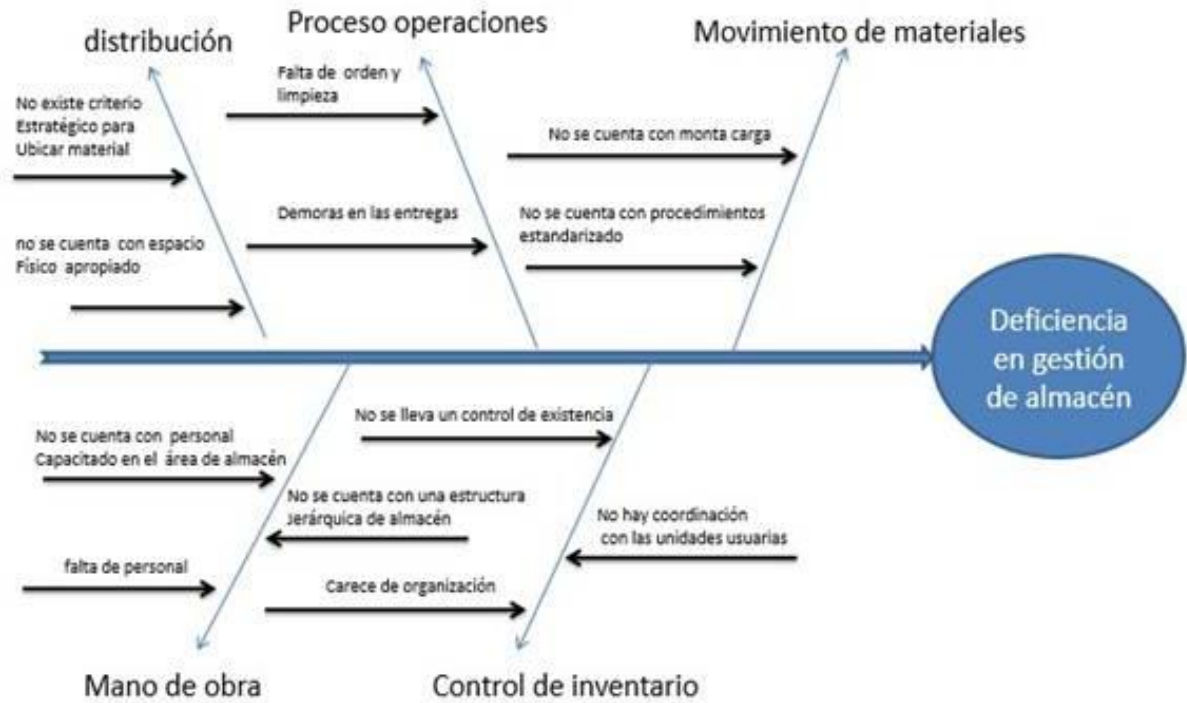 distribución
Proceso operaciones
Movimiento de materiales
No existe criterio
Estratégico para
Ubicar material
Falta de orden y
limpieza
No se cuenta con monta carga
no se cuenta con espacio
Físico apropiado
Demoras en las entregas
No se cuenta con procedimientos
estandarizado
Deficiencia
en gestión
de almacén
No se cuenta con personal
Capacitado en el área de almacén
No se lleva un control de existencia
No se cuenta con una estructura
Jerárquica de almacén
No hay coordinación
con las unidades usuarias
falta de personal
Carece de organización
Mano de obra
Control de inventario